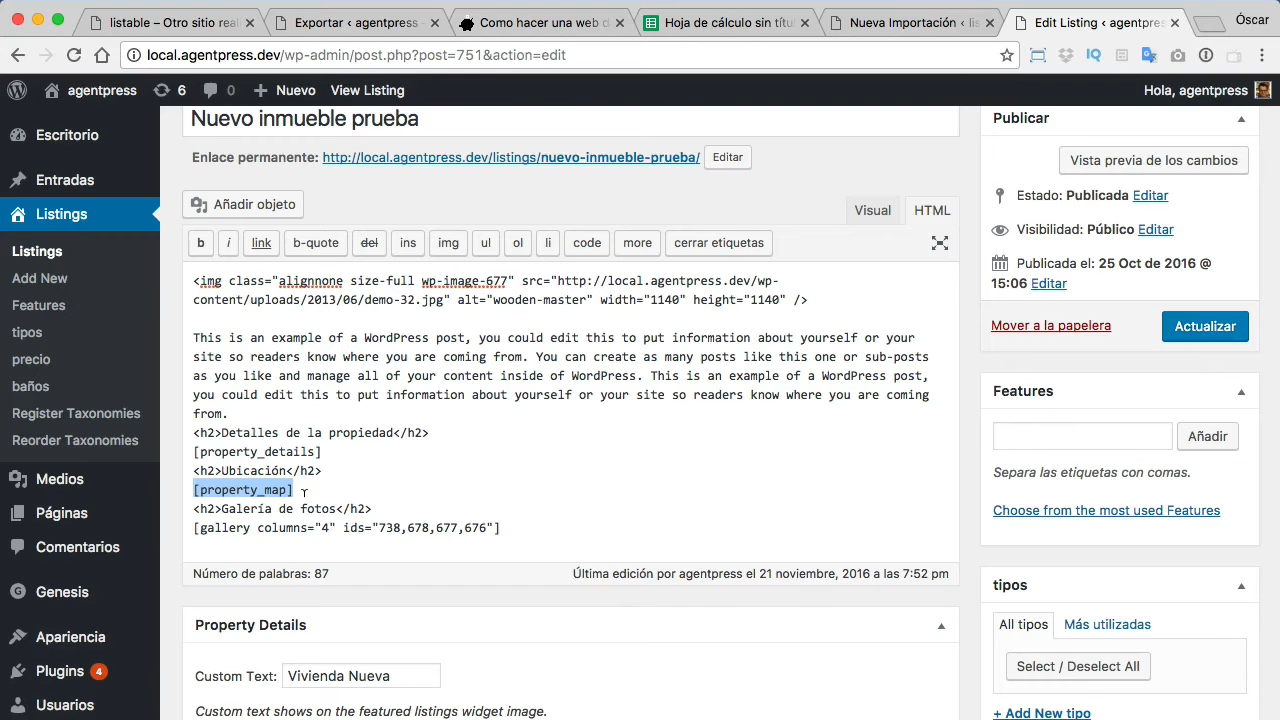 listable – Otro sitio reali
Exportar ‹ agentpress –
Como hacer una web d
Hoja de cálculo sin títu
Nueva Importación ‹ lis
Edit Listing ‹ agentpres
Óscar
local.agentpress.dev/wp-admin/post.php?post=751&action=edit
agentpress
6
0
Nuevo
View Listing
Hola, agentpress
Escritorio
Entradas
Listings
Listings
Add New
Features
tipos
precio
baños
Register Taxonomies
Reorder Taxonomies
Medios
Páginas
Comentarios
Genesis
Apariencia
Plugins 4
Usuarios
Nuevo inmueble prueba
Enlace permanente: http://local.agentpress.dev/listings/nuevo-inmueble-prueba/ Editar
Añadir objeto
Visual
HTML
b
i
link
b-quote
del
ins
img
ul
ol
li
code
more
cerrar etiquetas
<img class="alignnone size-full wp-image-677" src="http://local.agentpress.dev/wp-
content/uploads/2013/06/demo-32.jpg" alt="wooden-master" width="1140" height="1140" />
This is an example of a WordPress post, you could edit this to put information about yourself or your
site so readers know where you are coming from. You can create as many posts like this one or sub-posts
as you like and manage all of your content inside of WordPress. This is an example of a WordPress post,
you could edit this to put information about yourself or your site so readers know where you are coming
from.
<h2>Detalles de la propiedad</h2>
[property_details]
<h2>Ubicación</h2>
[property_map]
<h2>Galería de fotos</h2>
[gallery columns="4" ids="738,678,677,676"]
Número de palabras: 87
Última edición por agentpress el 21 noviembre, 2016 a las 7:52 pm
Property Details
Custom Text: Vivienda Nueva
Custom text shows on the featured listings widget image.
Publicar
Vista previa de los cambios
Estado: Publicada Editar
Visibilidad: Público Editar
Publicada el: 25 Oct de 2016 @
15:06 Editar
Mover a la papelera
Actualizar
Features
Añadir
Separa las etiquetas con comas.
Choose from the most used Features
tipos
All tipos
Más utilizadas
Select / Deselect All
+ Add New tipo